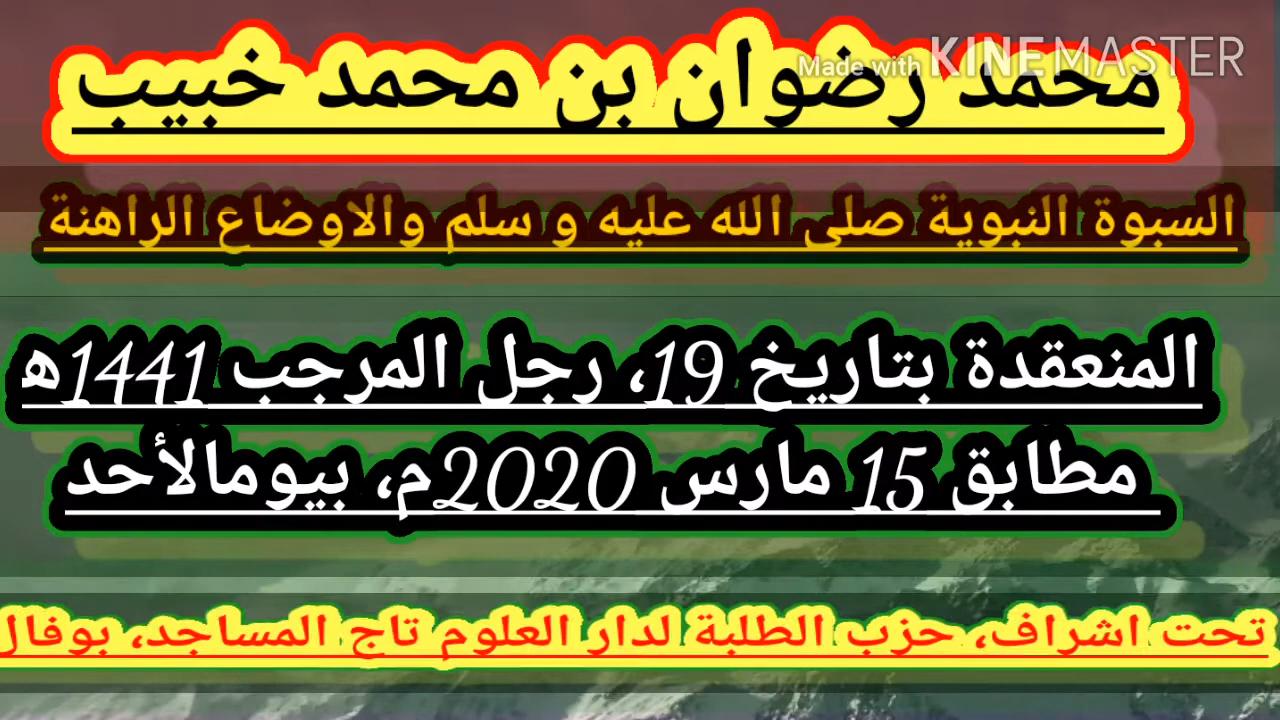 محمد رضوان بن محمد خبيب
Made with KINEMASTER
السبوة النبوية صلى الله عليه و سلم والاوضاع الراهنة
المنعقدة بتاريخ 19، رجل المرجب 1441ھ
مطابق 15 مارس 2020م، بيومالأحد
تحت اشراف، حزب الطلبة لدار العلوم تاج المساجد، بوفال